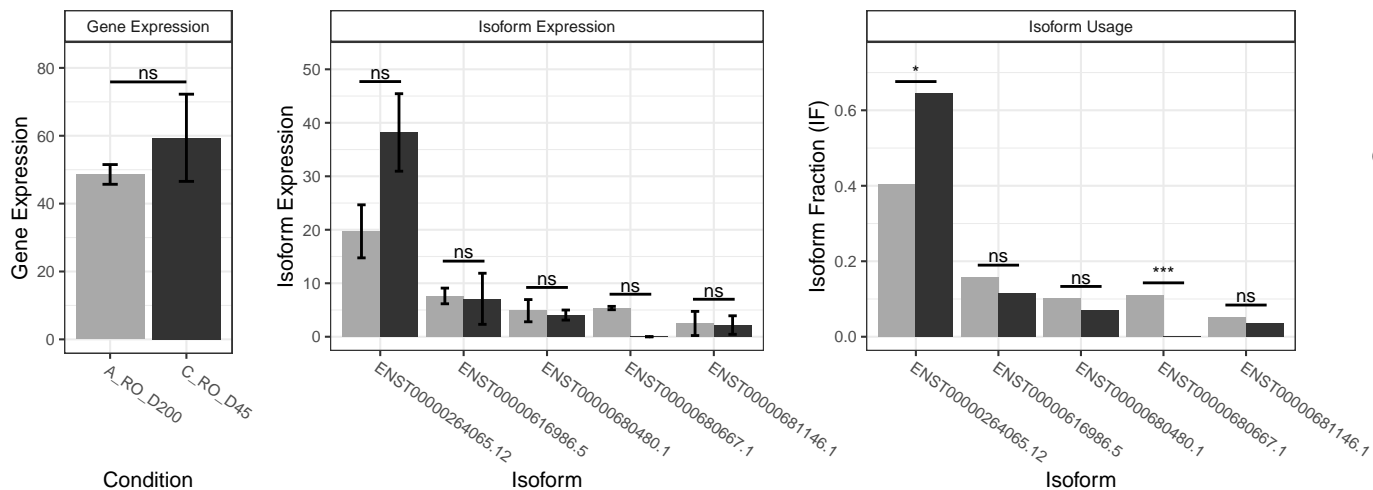 Gene Expression
Isoform Expression
Isoform Usage
Gene Expression
80
60
40
20
0
ns
A_RO_D200
C_RO_D45
Condition
Isoform Expression
50
40
30
20
10
0
ns
ns
ns
ns
ns
ENST00000264065.12
ENST00000616986.5
ENST00000680480.1
ENST00000680667.1
ENST00000681146.1
Isoform
Isoform Fraction (IF)
0.6
0.4
0.2
0.0
*
ns
ns
***
ns
ENST00000264065.12
ENST00000616986.5
ENST00000680480.1
ENST00000680667.1
ENST00000681146.1
Isoform